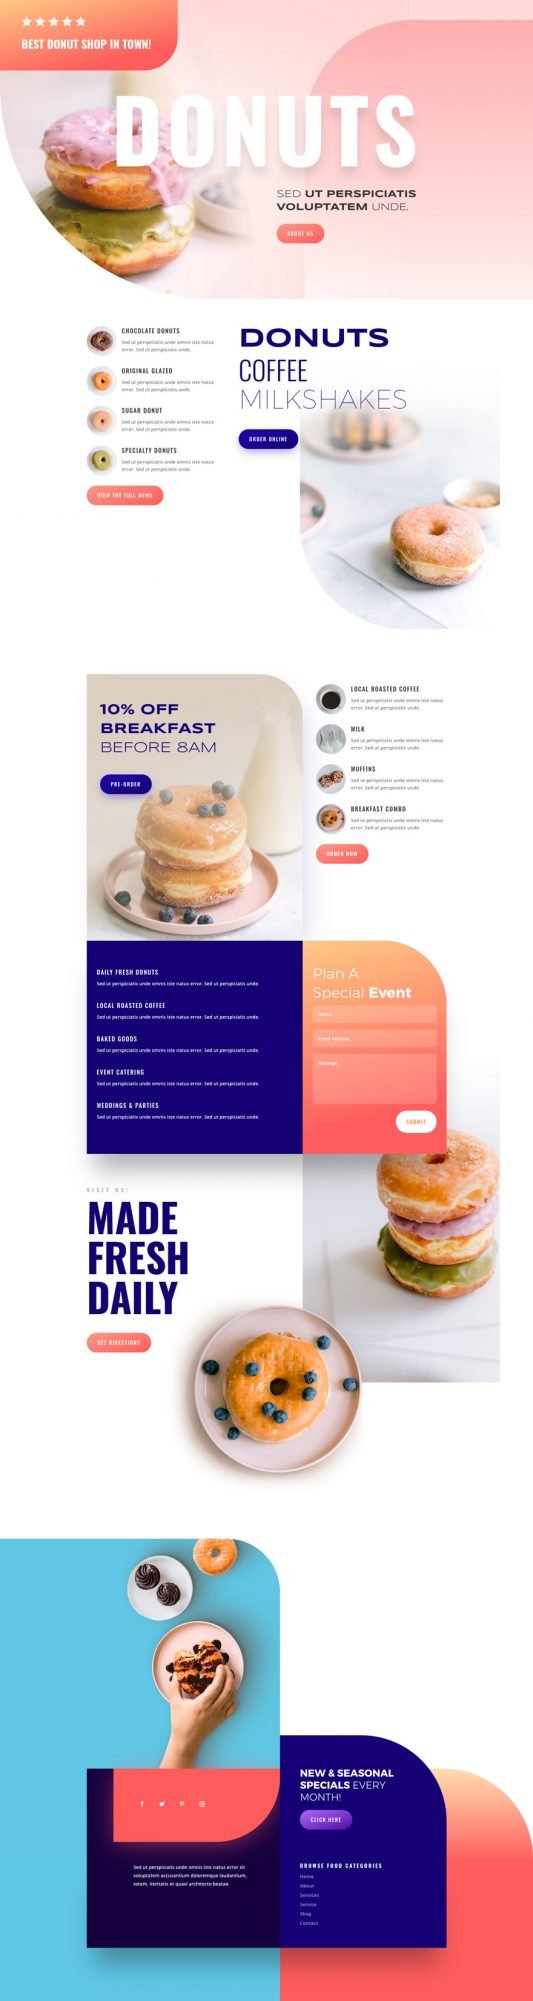 BEST DONUT SHOP IN TOWN!
DONUTS
SED UT PERSPICIATIS
VOLUPTATEM UNDE.
ABOUT US
CHOCOLATE DONUTS
Sed ut perspiciatis unde omnis iste natus
error. Sed ut perspiciatis unde.
ORIGINAL GLAZED
Sed ut perspiciatis unde omnis iste natus
error. Sed ut perspiciatis unde.
SUGAR DONUT
Sed ut perspiciatis unde omnis iste natus
error. Sed ut perspiciatis unde.
SPECIALTY DONUTS
Sed ut perspiciatis unde omnis iste natus
error. Sed ut perspiciatis unde.
VIEW THE FULL MENU
DONUTS
COFFEE
MILKSHAKES
ORDER ONLINE
10% OFF
BREAKFAST
BEFORE 8AM
PRE-ORDER
LOCAL ROASTED COFFEE
Sed ut perspiciatis unde omnis iste natus
error. Sed ut perspiciatis unde.
MILK
Sed ut perspiciatis unde omnis iste natus
error. Sed ut perspiciatis unde.
MUFFINS
Sed ut perspiciatis unde omnis iste natus
error. Sed ut perspiciatis unde.
BREAKFAST COMBO
Sed ut perspiciatis unde omnis iste natus
error. Sed ut perspiciatis unde.
ORDER NOW
DAILY FRESH DONUTS
Sed ut perspiciatis unde omnis iste natus error. Sed ut perspiciatis unde.
LOCAL ROASTED COFFEE
Sed ut perspiciatis unde omnis iste natus error. Sed ut perspiciatis unde.
BAKED GOODS
Sed ut perspiciatis unde omnis iste natus error. Sed ut perspiciatis unde.
EVENT CATERING
Sed ut perspiciatis unde omnis iste natus error. Sed ut perspiciatis unde.
WEDDINGS & PARTIES
Sed ut perspiciatis unde omnis iste natus error. Sed ut perspiciatis unde.
Plan A
Special Event
Name
Email Address
Message
SUBMIT
VISIT US!
MADE
FRESH
DAILY
GET DIRECTIONS
NEW & SEASONAL
SPECIALS EVERY
MONTH!
CLICK HERE
Sed ut perspiciatis unde omnis iste natus error sit
voluptatem accusantium doloremque laudantium,
totam. Veritatis et quasi architecto beatae.
BROWSE FOOD CATEGORIES
Home
About
Services
Service
Shop
Contact